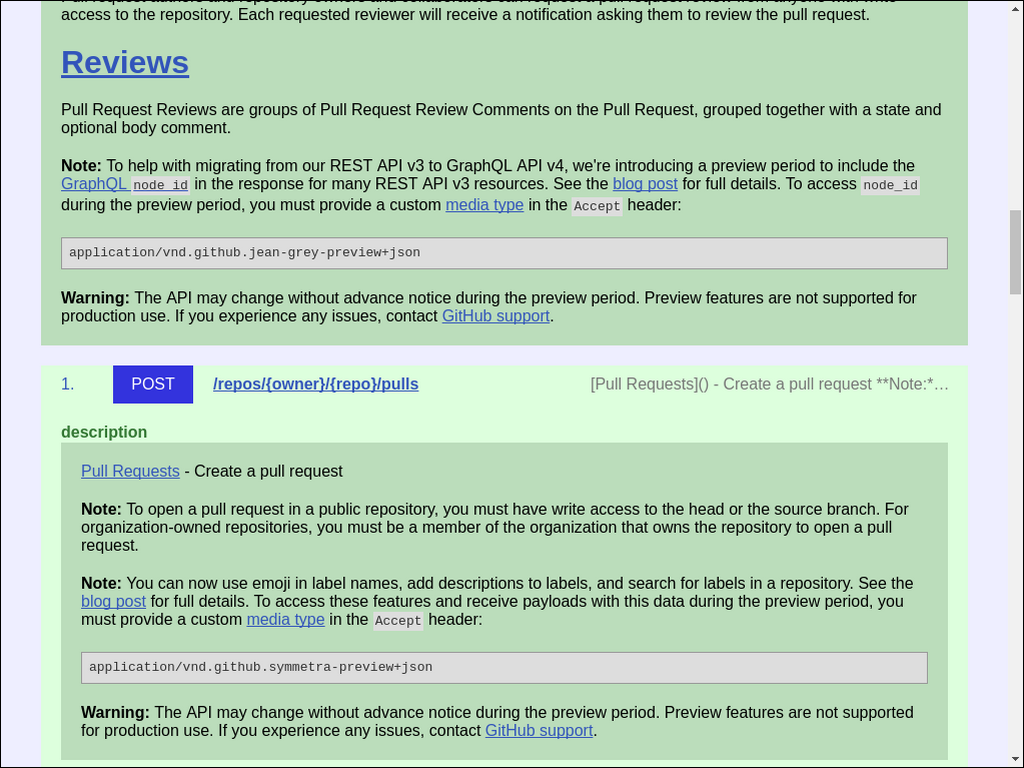 access to the repository. Each requested reviewer will receive a notification asking them to review the pull request.
Reviews
Pull Request Reviews are groups of Pull Request Review Comments on the Pull Request, grouped together with a state and
optional body comment.
Note: To help with migrating from our REST API v3 to GraphQL API v4, we're introducing a preview period to include the
GraphQL node_id in the response for many REST API v3 resources. See the blog post for full details. To access node_id
during the preview period, you must provide a custom media type in the Accept header:
application/vnd.github.jean-grey-preview+json
Warning: The API may change without advance notice during the preview period. Preview features are not supported for
production use. If you experience any issues, contact GitHub support.
1. POST /repos/{owner}/{repo}/pulls [Pull Requests]() - Create a pull request **Note:*…
description
Pull Requests - Create a pull request
Note: To open a pull request in a public repository, you must have write access to the head or the source branch. For
organization-owned repositories, you must be a member of the organization that owns the repository to open a pull
request.
Note: You can now use emoji in label names, add descriptions to labels, and search for labels in a repository. See the
blog post for full details. To access these features and receive payloads with this data during the preview period, you
must provide a custom media type in the Accept header:
application/vnd.github.symmetra-preview+json
Warning: The API may change without advance notice during the preview period. Preview features are not supported
for production use. If you experience any issues, contact GitHub support.